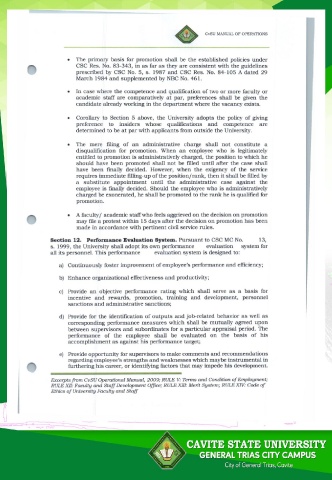 CvSU MANUAL OF OPERATIONS
• The primary basis for promotion shall be the established policies under
CSC Res. No. 83-343, in as far as they are consistent with the guidelines
prescribed by CSC No. 5, s. 1987 and CSC Res. No. 84-105 A dated 29
March 1984 and supplemented by NBC No. 461.
• In case where the competence and qualification of two or more faculty or
academic staff are comparatively at par, preferences shall be given the
candidate already working in the department where the vacancy exists.
• Corollary to Section 5 above, the University adopts the policy of giving
preference to insiders whose qualifications and competence are
determined to be at par with applicants from outside the University.
• The mere filing of an administrative charge shall not constitute a
disqualification for promotion. When an employee who is legitimately
entitled to promotion is administratively charged, the position to which he
should have been promoted shall not be filled until after the case shall
have been finally decided. However, when the exigency of the service
requires immediate filling-up of the position/rank, then it shall be filled by
a substitute appointment until the administrative case against the
employee is finally decided. Should the employee who is administratively
charged be exonerated, he shall be promoted to the rank he is qualified for
promotion.
• A faculty/ academic staff who feels aggrieved on the decision on promotion
may file a protest within 15 days after the decision on promotion has been
made in accordance with pertinent civil service rules.
Section 12. Performance Evaluation System. Pursuant to CSC MC No. 13,
s. 1999, the University shall adopt its own performance evaluation system for
all its personnel. This performance evaluation system is designed to:
a) Continuously foster improvement of employee's performance and efficiency;
b) Enhance organizational effectiveness and productivity;
c) Provide an objective performance rating which shall serve as a basis for
incentive and rewards, promotion, training and development, personnel
sanctions and administrative sanctions;
d) Provide for the identification of outputs and job-related behavior as well as
corresponding performance measures which shall be mutually agreed upon
between supervisors and subordinates for a particular appraisal period. The
performance of the employee shall be evaluated on the basis of his
accomplishment as against his performance target;
e) Provide opportunity for supervisors to make comments and recommendations
regarding employee's strengths and weaknesses which maybe instrumental in
furthering his career, or identifying factors that may impede his development.
Excerpts from CvSU Operational Manual, 2003; RULE V: Terms and Condition of Employment;
RULE XII: Faculty and Staff Development Office; RULE XIII: Merit System; RULE XIV: Code of
Ethics of University Faculty and Staff
CAVITE STATE UNIVERSITY
GENERAL TRIAS CITY CAMPUS
City of General Trias, Cavite